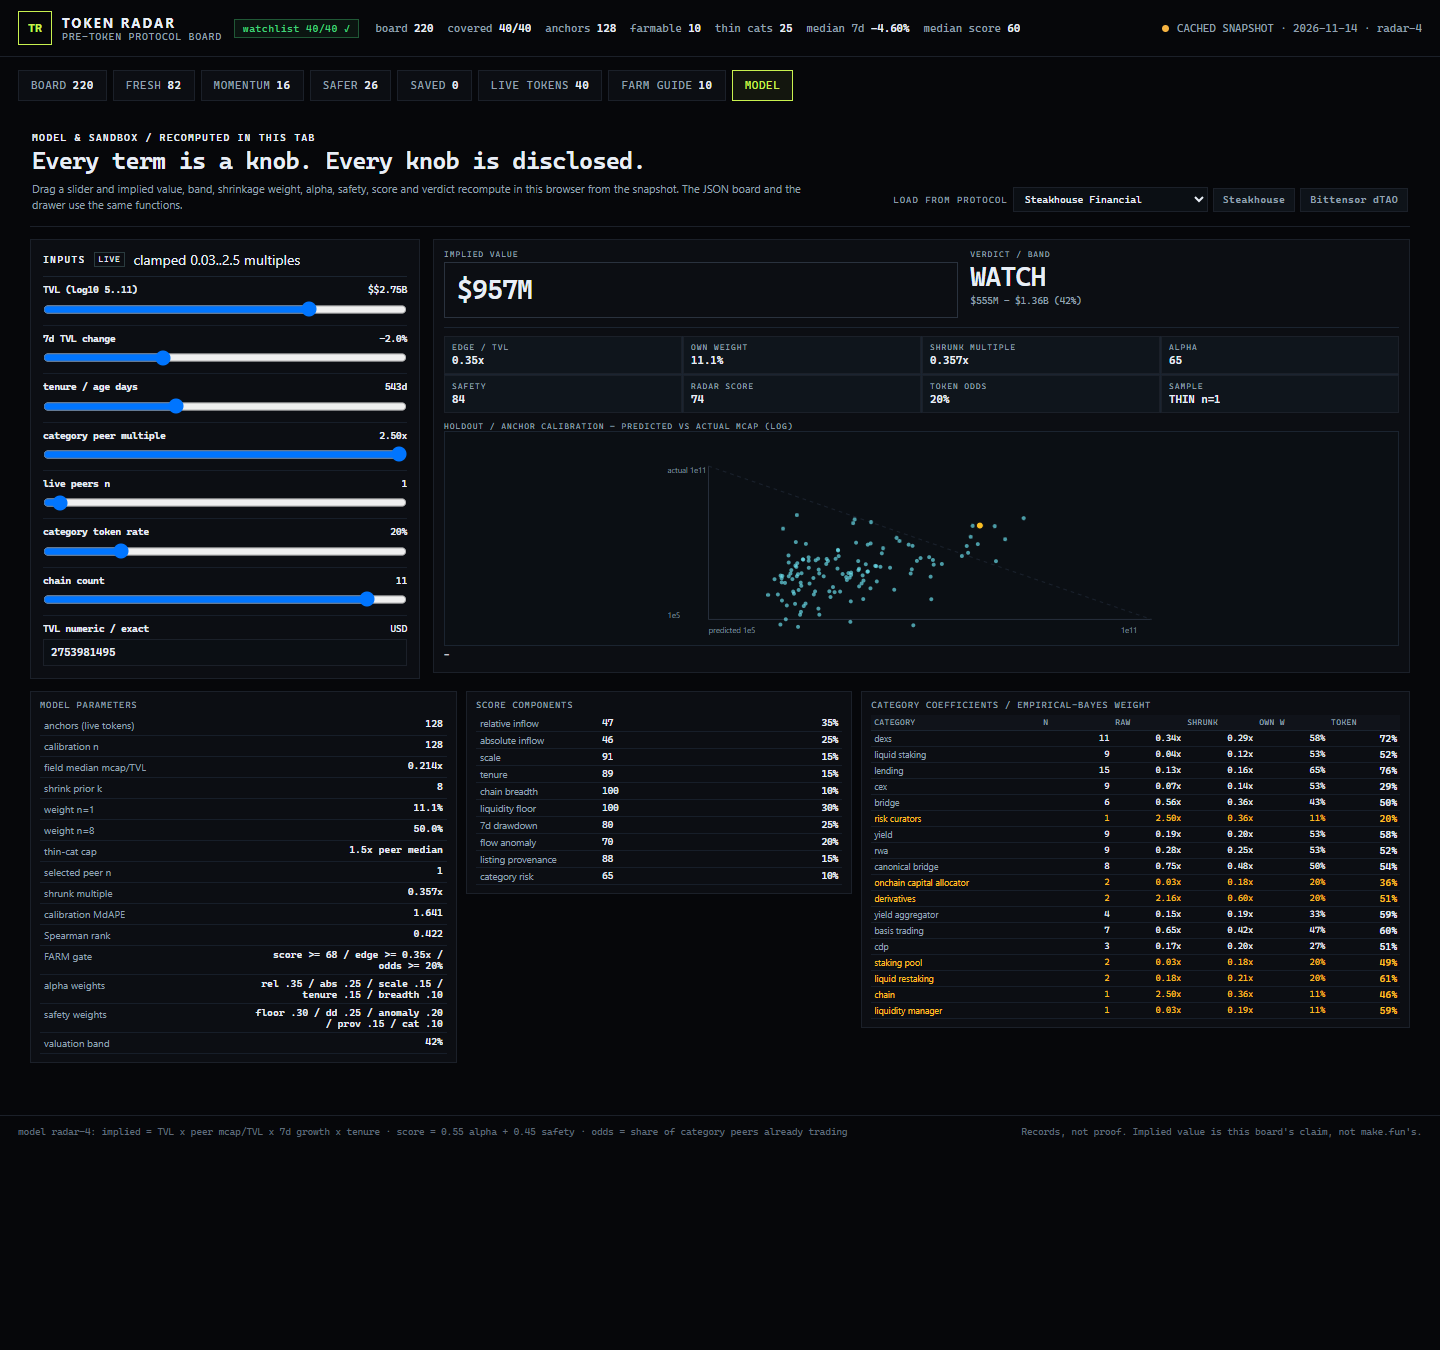 TR
TOKEN RADAR
PRE-TOKEN PROTOCOL BOARD
watchlist 40/40 ✓
board 220 covered 40/40 anchors 128 farmable 10 thin cats 25 median 7d −4.60% median score 60
CACHED SNAPSHOT · 2026-11-14 · radar-4
BOARD 220
FRESH 82
MOMENTUM 16
SAFER 26
SAVED 0
LIVE TOKENS 40
FARM GUIDE 10
MODEL
MODEL & SANDBOX / RECOMPUTED IN THIS TAB
Every term is a knob. Every knob is disclosed.
Drag a slider and implied value, band, shrinkage weight, alpha, safety, score and verdict recompute in this browser from the snapshot. The JSON board and the
drawer use the same functions.
LOAD FROM PROTOCOL
Steakhouse Financial
Steakhouse
Bittensor dTAO
INPUTS LIVE clamped 0.03..2.5 multiples
TVL (log10 5..11) $$2.75B
7d TVL change −2.0%
tenure / age days 543d
category peer multiple 2.50x
live peers n 1
category token rate 20%
chain count 11
TVL numeric / exact USD
2753981495
IMPLIED VALUE
$957M
VERDICT / BAND
WATCH
$555M – $1.36B (42%)
EDGE / TVL
0.35x
OWN WEIGHT
11.1%
SHRUNK MULTIPLE
0.357x
ALPHA
65
SAFETY
84
RADAR SCORE
74
TOKEN ODDS
20%
SAMPLE
THIN n=1
HOLDOUT / ANCHOR CALIBRATION — PREDICTED VS ACTUAL MCAP (LOG)
actual 1e11
1e5
predicted 1e5
1e11
–
MODEL PARAMETERS
anchors (live tokens) 128
calibration n 128
field median mcap/TVL 0.214x
shrink prior k 8
weight n=1 11.1%
weight n=8 50.0%
thin-cat cap 1.5x peer median
selected peer n 1
shrunk multiple 0.357x
calibration MdAPE 1.641
Spearman rank 0.422
FARM gate score >= 68 / edge >= 0.35x /
odds >= 20%
alpha weights rel .35 / abs .25 / scale .15 /
tenure .15 / breadth .10
safety weights floor .30 / dd .25 / anomaly .20
/ prov .15 / cat .10
valuation band 42%
SCORE COMPONENTS
relative inflow 47 35%
absolute inflow 46 25%
scale 91 15%
tenure 89 15%
chain breadth 100 10%
liquidity floor 100 30%
7d drawdown 80 25%
flow anomaly 70 20%
listing provenance 88 15%
category risk 65 10%
CATEGORY COEFFICIENTS / EMPIRICAL-BAYES WEIGHT
CATEGORY N RAW SHRUNK OWN W TOKEN
dexs 11 0.34x 0.29x 58% 72%
liquid staking 9 0.04x 0.12x 53% 52%
lending 15 0.13x 0.16x 65% 76%
cex 9 0.07x 0.14x 53% 29%
bridge 6 0.56x 0.36x 43% 50%
risk curators 1 2.50x 0.36x 11% 20%
yield 9 0.19x 0.20x 53% 58%
rwa 9 0.28x 0.25x 53% 52%
canonical bridge 8 0.75x 0.48x 50% 54%
onchain capital allocator 2 0.03x 0.18x 20% 36%
derivatives 2 2.16x 0.60x 20% 51%
yield aggregator 4 0.15x 0.19x 33% 59%
basis trading 7 0.65x 0.42x 47% 60%
cdp 3 0.17x 0.20x 27% 51%
staking pool 2 0.03x 0.18x 20% 49%
liquid restaking 2 0.18x 0.21x 20% 61%
chain 1 2.50x 0.36x 11% 46%
liquidity manager 1 0.03x 0.19x 11% 59%
model radar-4: implied = TVL x peer mcap/TVL x 7d growth x tenure · score = 0.55 alpha + 0.45 safety · odds = share of category peers already trading
Records, not proof. Implied value is this board's claim, not make.fun's.